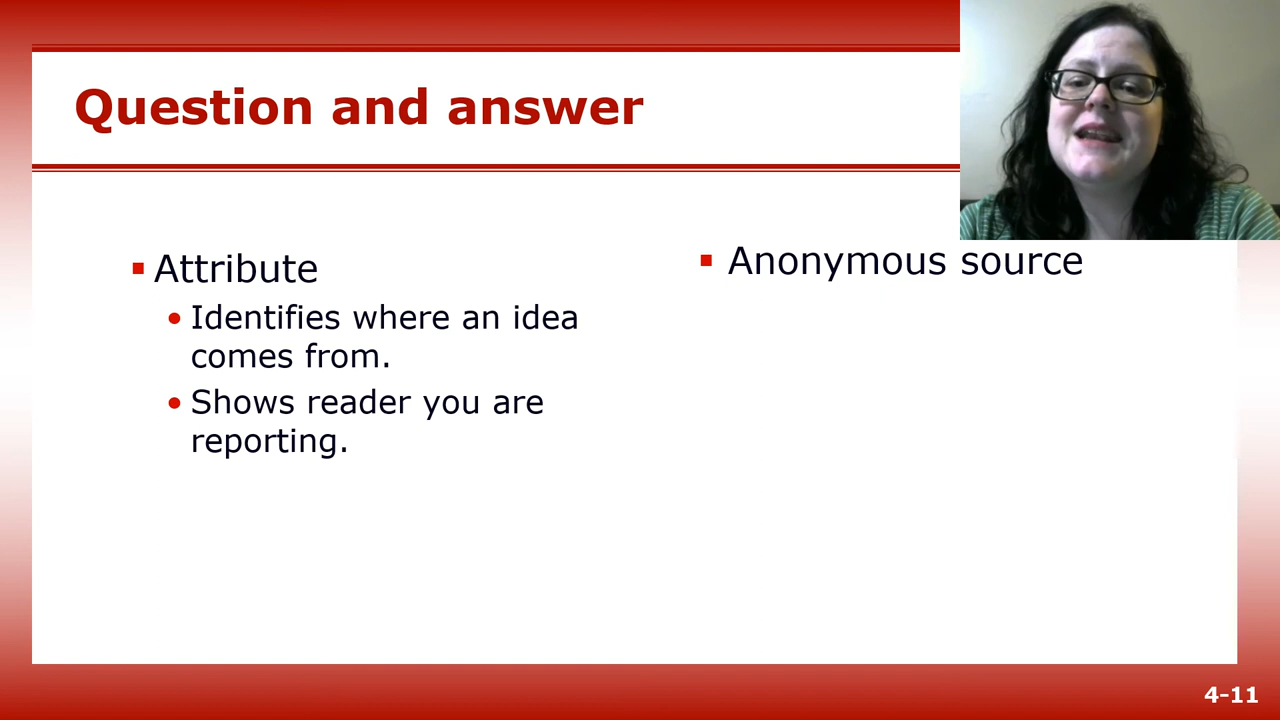 Question and answer
Attribute
Identifies where an idea
comes from.
Shows reader you are
reporting.
Anonymous source
4-11